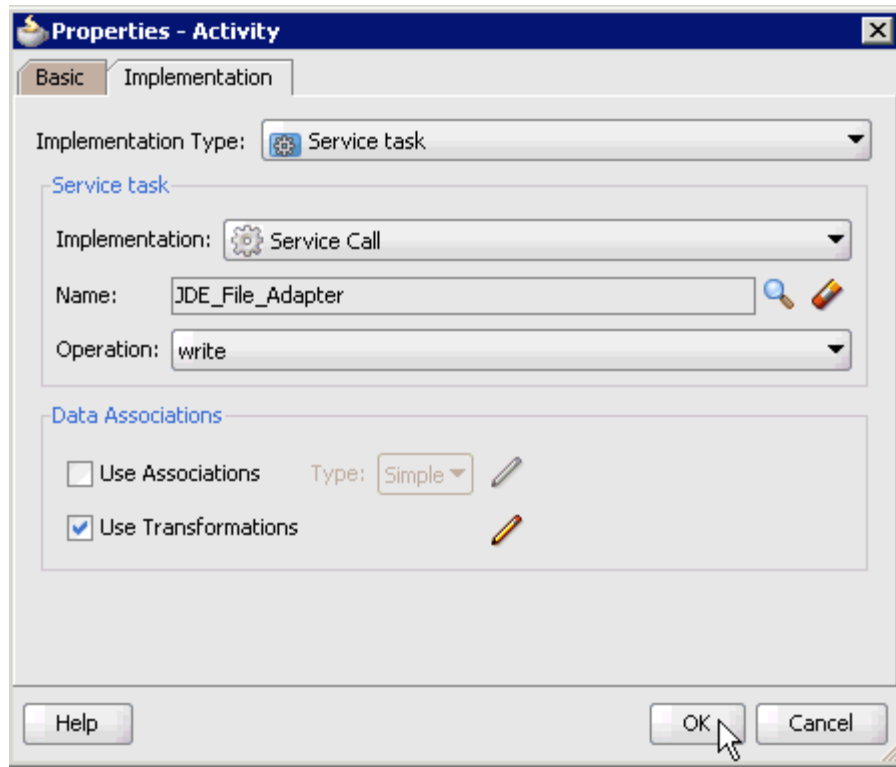 Properties - Activity
Basic Implementation
Implementation Type: Service task
Service task
Implementation: Service Call
Name: JDE_File_Adapter
Operation: write
Data Associations
Use Associations Type: Simple
Use Transformations
Help OK Cancel